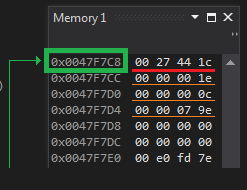 Memory 1
0x0047F7C8 00 27 44 1c
0x0047F7CC 00 00 00 1e
0x0047F7D0 00 00 00 0c
0x0047F7D4 00 00 07 9e
0x0047F7D8 00 00 00 00
0x0047F7DC 00 00 00 00
0x0047F7E0 00 e0 fd 7e